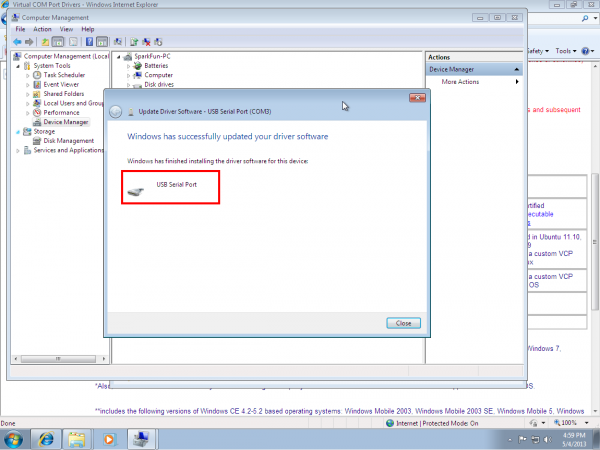 Virtual COM Port Drivers - Windows Internet Explorer
Computer Management
File Action View Help
Safety Tools
Computer Management (Local
System Tools
Task Scheduler
Event Viewer
Shared Folders
Local Users and Group
Performance
Device Manager
Storage
Disk Management
Services and Applications
SparkFun-PC
Batteries
Computer
Disk drives
Actions
Device Manager
More Actions
Update Driver Software - USB Serial Port (COM3)
Windows has successfully updated your driver software
Windows has finished installing the driver software for this device:
USB Serial Port
Close
s and subsequent
rtified
xecutable
d in Ubuntu 11.10,
9
a custom VCP
a custom VCP
OS
Windows 7,
*Also
OS.
**includes the following versions of Windows CE 4.2-5.2 based operating systems: Windows Mobile 2003, Windows Mobile 2003 SE, Windows Mobile 5, Windows
Done
Internet | Protected Mode: On
100%
4:59 PM
5/4/2013